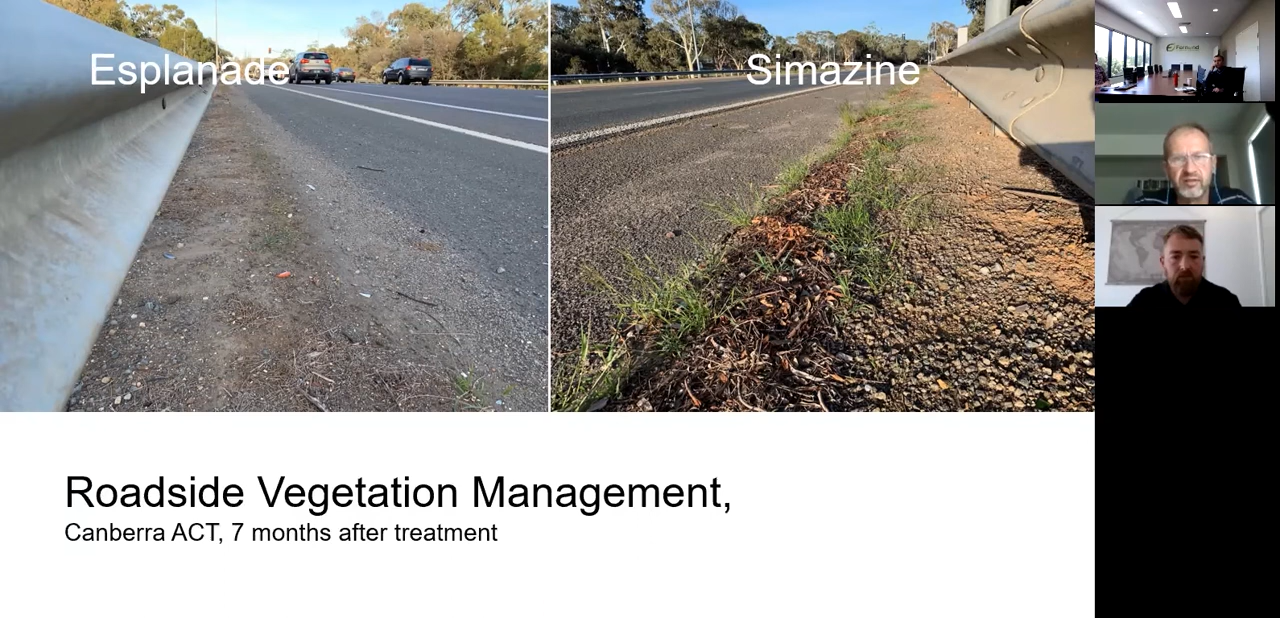 Esplanade
Simazine
Roadside Vegetation Management,
Canberra ACT, 7 months after treatment